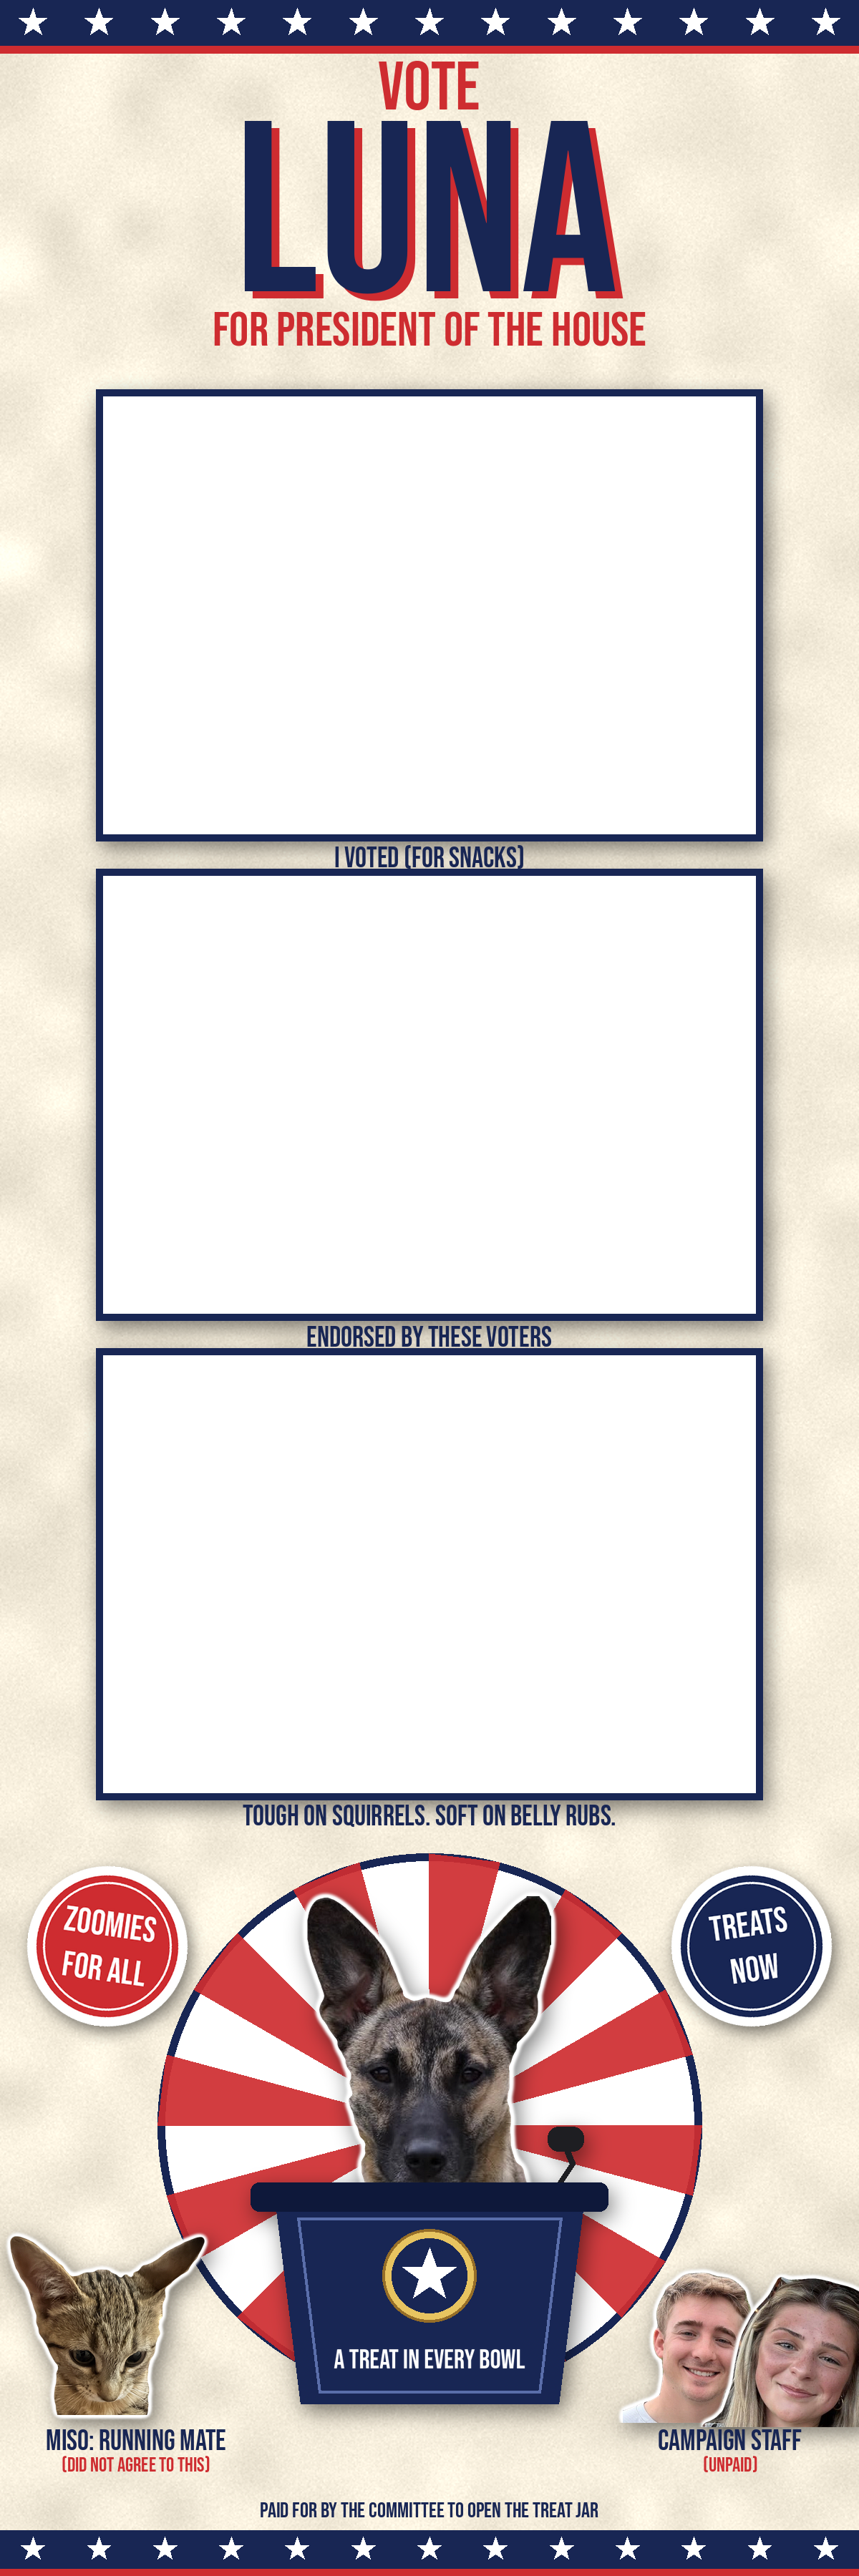 VOTE
LUNA
FOR PRESIDENT OF THE HOUSE
I VOTED (FOR SNACKS)
ENDORSED BY THESE VOTERS
TOUGH ON SQUIRRELS. SOFT ON BELLY RUBS.
ZOOMIES
FOR ALL
TREATS
NOW
A TREAT IN EVERY BOWL
MISO: RUNNING MATE
(DID NOT AGREE TO THIS)
CAMPAIGN STAFF
(UNPAID)
PAID FOR BY THE COMMITTEE TO OPEN THE TREAT JAR